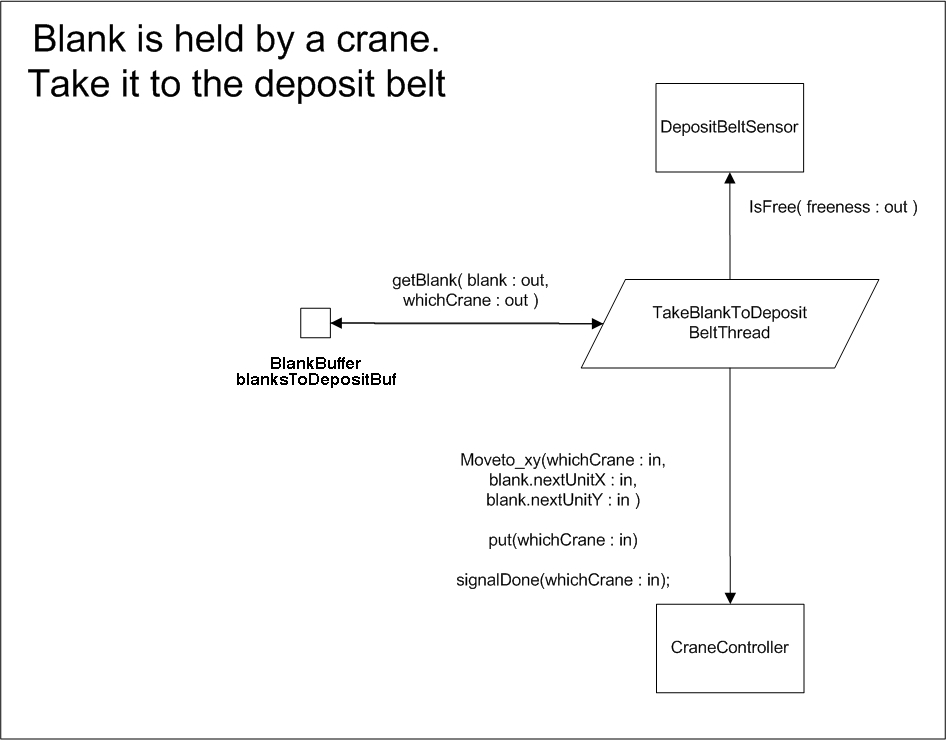 Blank is held by a crane.
Take it to the deposit belt
DepositBeltSensor
IsFree( freeness : out )
getBlank( blank : out,
whichCrane : out )
TakeBlankToDeposit
BeltThread
BlankBuffer
blanksToDepositBuf
Moveto_xy(whichCrane : in,
blank.nextUnitX : in,
blank.nextUnitY : in )
put(whichCrane : in)
signalDone(whichCrane : in);
CraneController